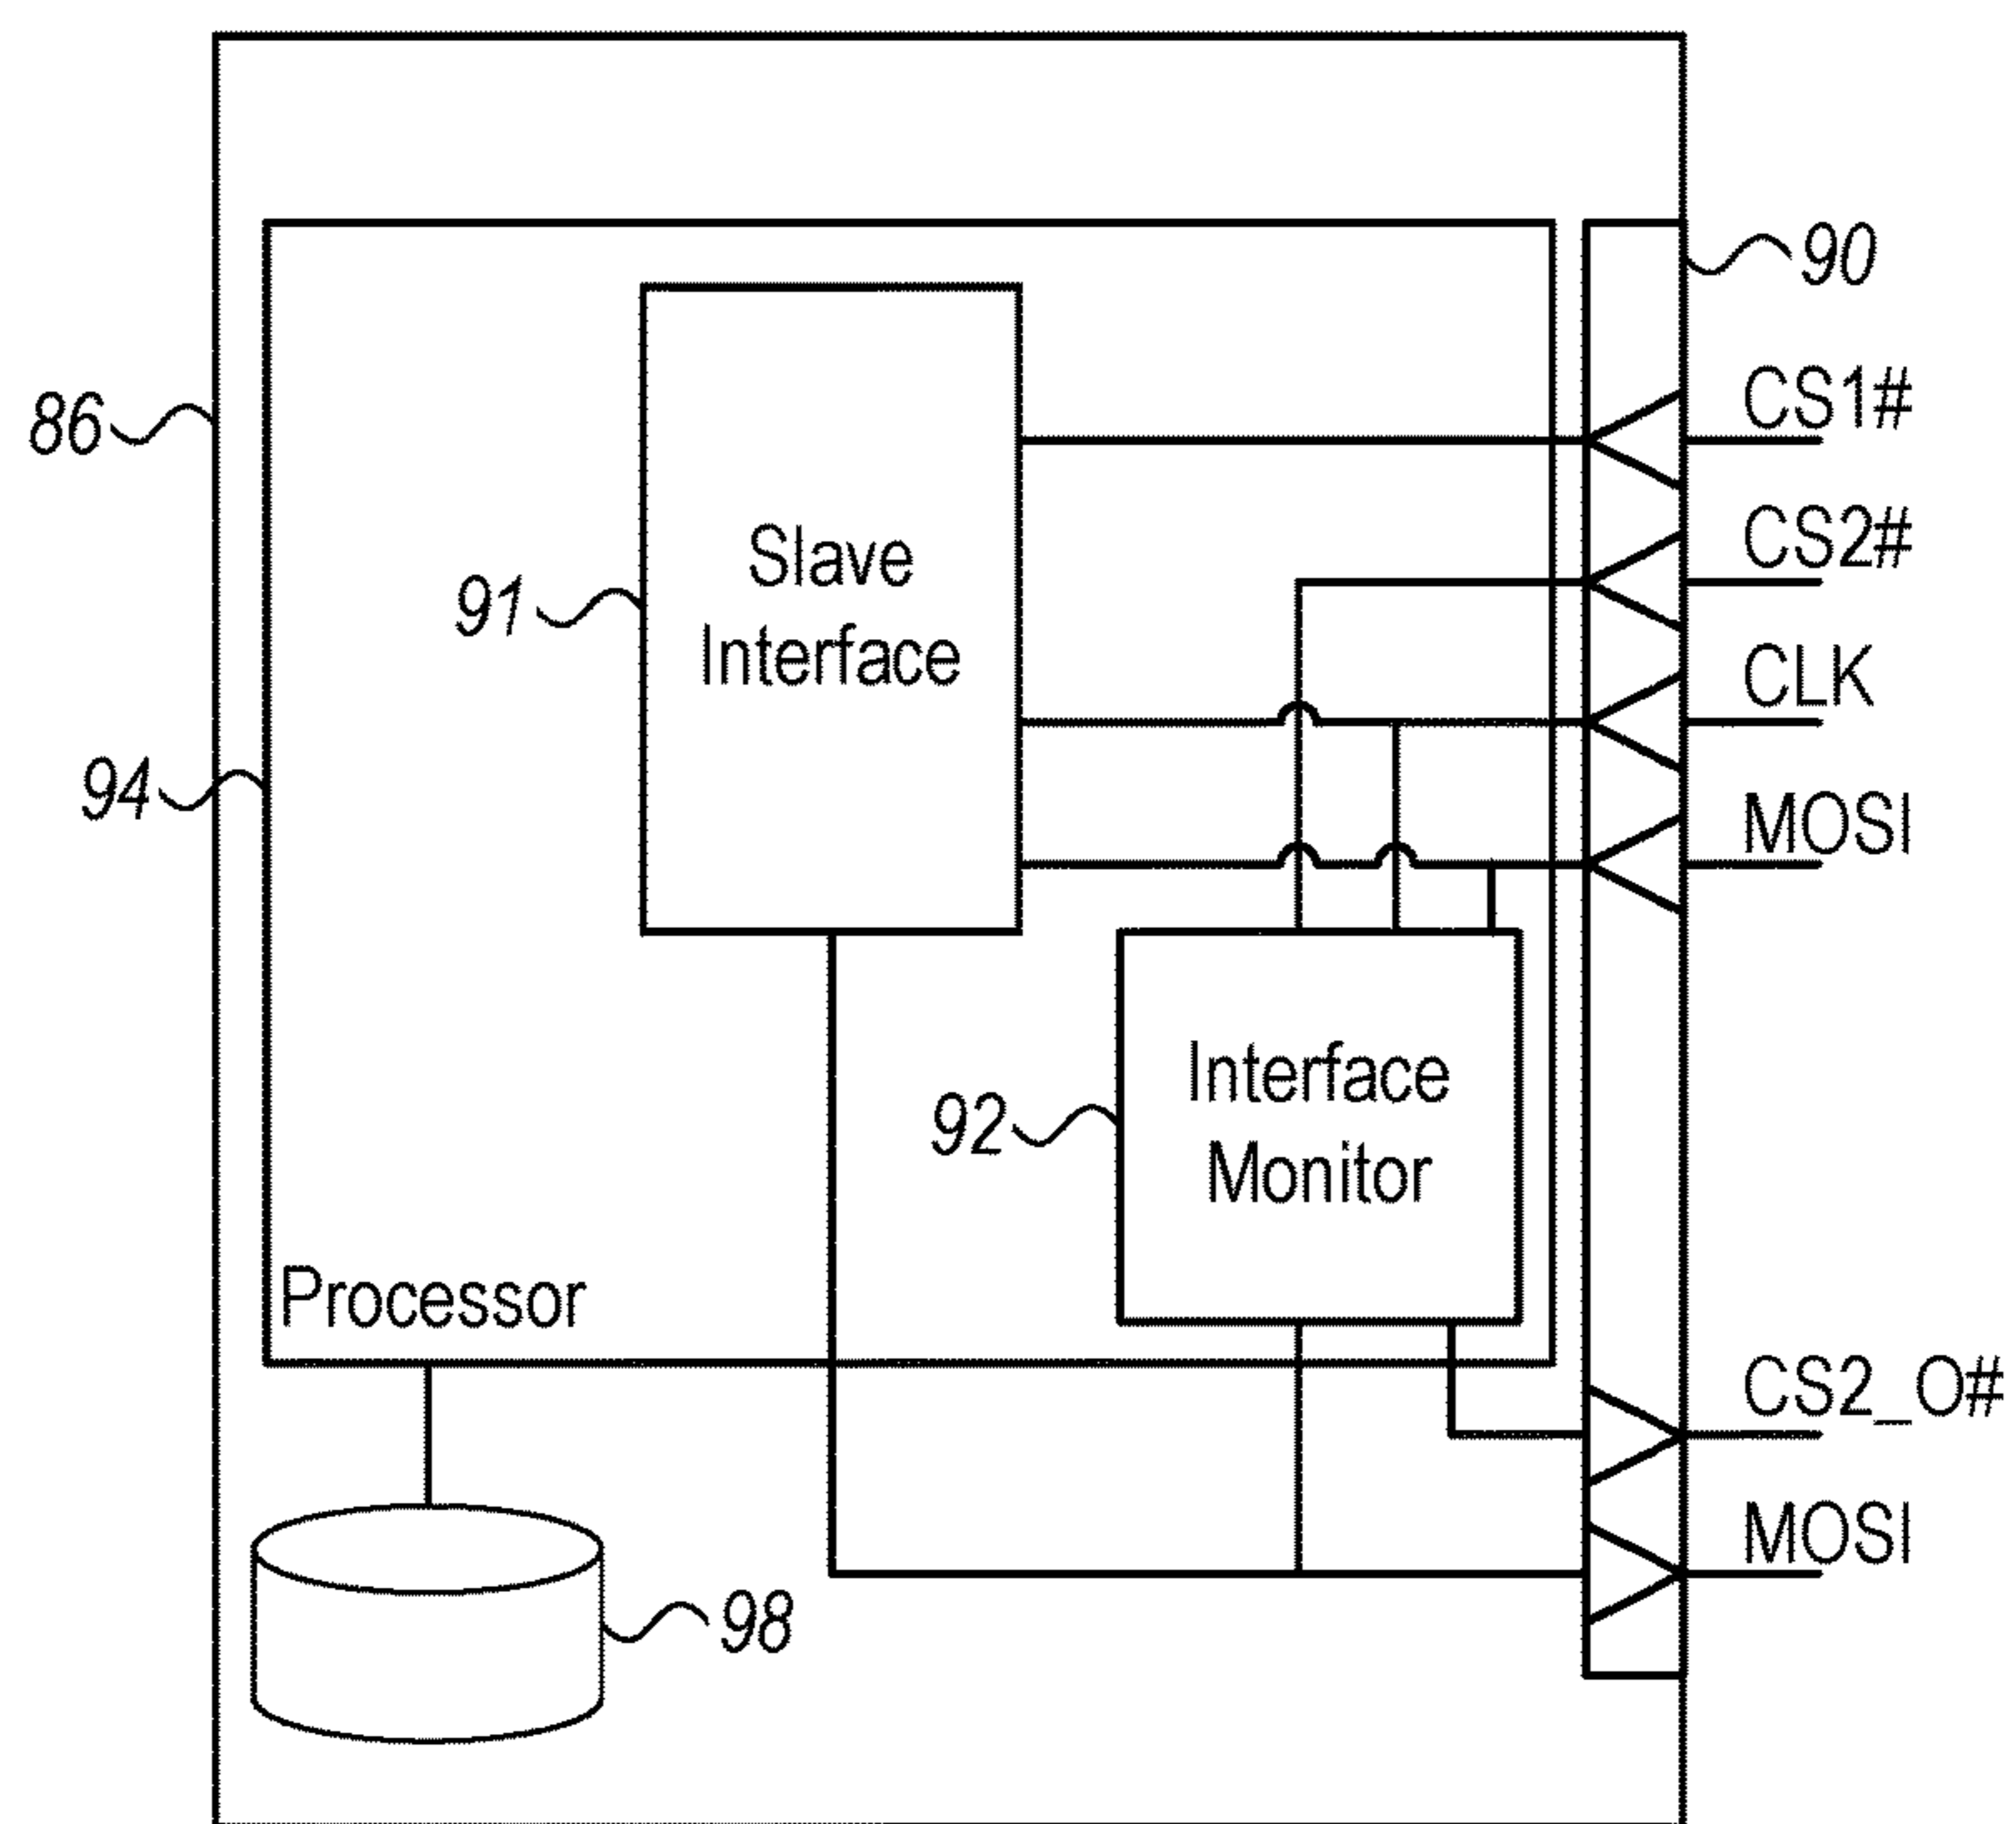 90
CS1#
86
CS2#
Slave
Interface
91
CLK
94
MOSI
Interface
Monitor
92
Processor
CS2_O#
MOSI
98